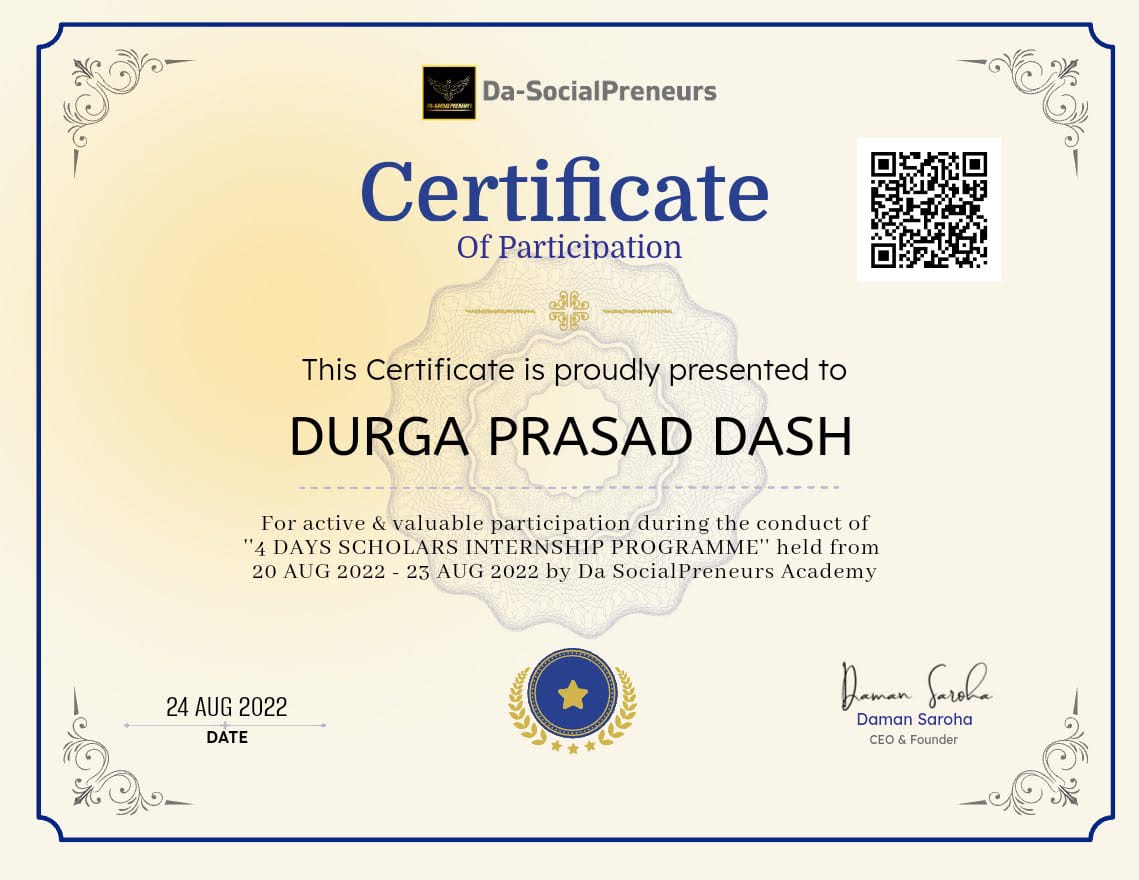 DA-SOCIALPRENEURS
Da-SocialPreneurs
Certificate
Of Participation
This Certificate is proudly presented to
DURGA PRASAD DASH
For active & valuable participation during the conduct of
''4 DAYS SCHOLARS INTERNSHIP PROGRAMME'' held from
20 AUG 2022 - 23 AUG 2022 by Da SocialPreneurs Academy
24 AUG 2022
DATE
Daman Saroha
Daman Saroha
CEO & Founder